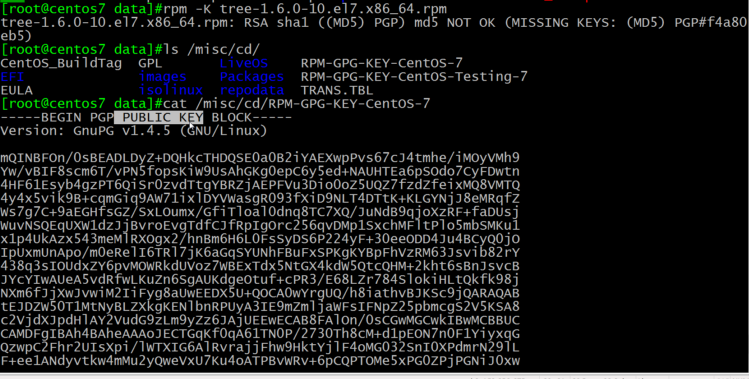 [root@centos7 data]#rpm -K tree-1.6.0-10.el7.x86_64.rpm
tree-1.6.0-10.el7.x86_64.rpm: RSA sha1 ((MD5) PGP) md5 NOT OK (MISSING KEYS: (MD5) PGP#f4a80
eb5)
[root@centos7 data]#ls /misc/cd/
CentOS_BuildTag GPL LiveOS RPM-GPG-KEY-CentOS-7
EFI images Packages RPM-GPG-KEY-CentOS-Testing-7
EULA isolinux repodata TRANS.TBL
[root@centos7 data]#cat /misc/cd/RPM-GPG-KEY-CentOS-7
-----BEGIN PGP PUBLIC KEY BLOCK-----
Version: GnuPG v1.4.5 (GNU/Linux)
mQINBFOn/0sBEADLDyZ+DQHkcTHDQSE0a0B2iYAEXwpPvs67cJ4tmhe/iMOyVMh9
Yw/vBIF8scm6T/vPN5fopsKiW9UsAhGKg0epC6y5ed+NAUHTEa6pSOdo7CyFDwtn
4HF61Esyb4gzPT6QiSr0zvdTtgYBRZjAEPFVu3Dio0oZ5UQZ7fzdZfeixMQ8VMTQ
4y4x5vik9B+cqmGiq9AW71ixlDYVWasgR093fXiD9NLT4DTtK+KLGYNjJ8eMRqfZ
Ws7g7C+9aEGHfsGZ/SxLOumx/GfiTloal0dnq8TC7XQ/JuNdB9qjoXzRF+faDUsj
WuvNSQEqUXW1dzJjBvroEvgTdfCJfRpIgOrc256qvDMp1SxchMFltPlo5mbSMKu1
x1p4UkAzx543meMlRXOgx2/hnBm6H6L0FsSyDS6P224yF+30eeODD4Ju4BCyQ0jO
IpUxmUnApo/m0eRelI6TRl7jK6aGqSYUNhFBuFxSPKgKYBpFhVzRM63Jsvib82rY
438q3sIOUdxZY6pvMOWRkdUVoz7WBExTdx5NtGX4kdW5QtcQHM+2kht6sBnJsvcB
JYcYIwAUeA5vdRfwLKuZn6SgAUKdgeOtuf+cPR3/E68LZr784SlokiHLtQkfk98j
NXm6fJjXwJvwiM2IiFyg8aUwEEDX5U+QOCA0wYrgUQ/h8iathvBJKSc9jQARAQAB
tEJDZW50T1MtNyBLZXkgKENlbnRPUyA3IE9mZmljaWFsIFNpZ25pbmcgS2V5KSA8
c2VjdXJpdHlAY2VudG9zLm9yZz6JAjUEEwECAB8FAlOn/0sCGwMGCwkIBwMCBBUC
CAMDFgIBAh4BAheAAAoJECTGqKf0qA61TN0P/2730Th8cM+d1pEON7n0F1YiyxqG
QzwpC2Fhr2UIsXpi/lWTXIG6AlRvrajjFhw9HktYjlF4oMG032SnI0XPdmrN29lL
F+ee1ANdyvtkw4mMu2yQweVxU7Ku4oATPBvWRv+6pCQPTOMe5xPG0ZPjPGNiJ0xw